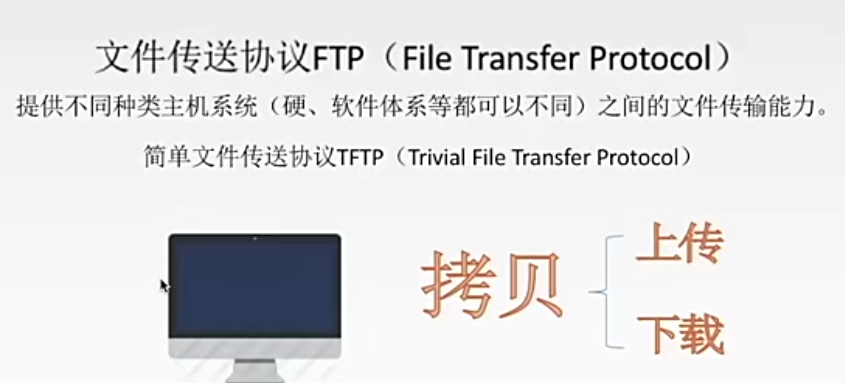 文件传送协议FTP（File Transfer Protocol）
提供不同种类主机系统（硬、软件体系等都可以不同）之间的文件传输能力。
简单文件传送协议TFTP（Trivial File Transfer Protocol）
拷贝
上传
下载